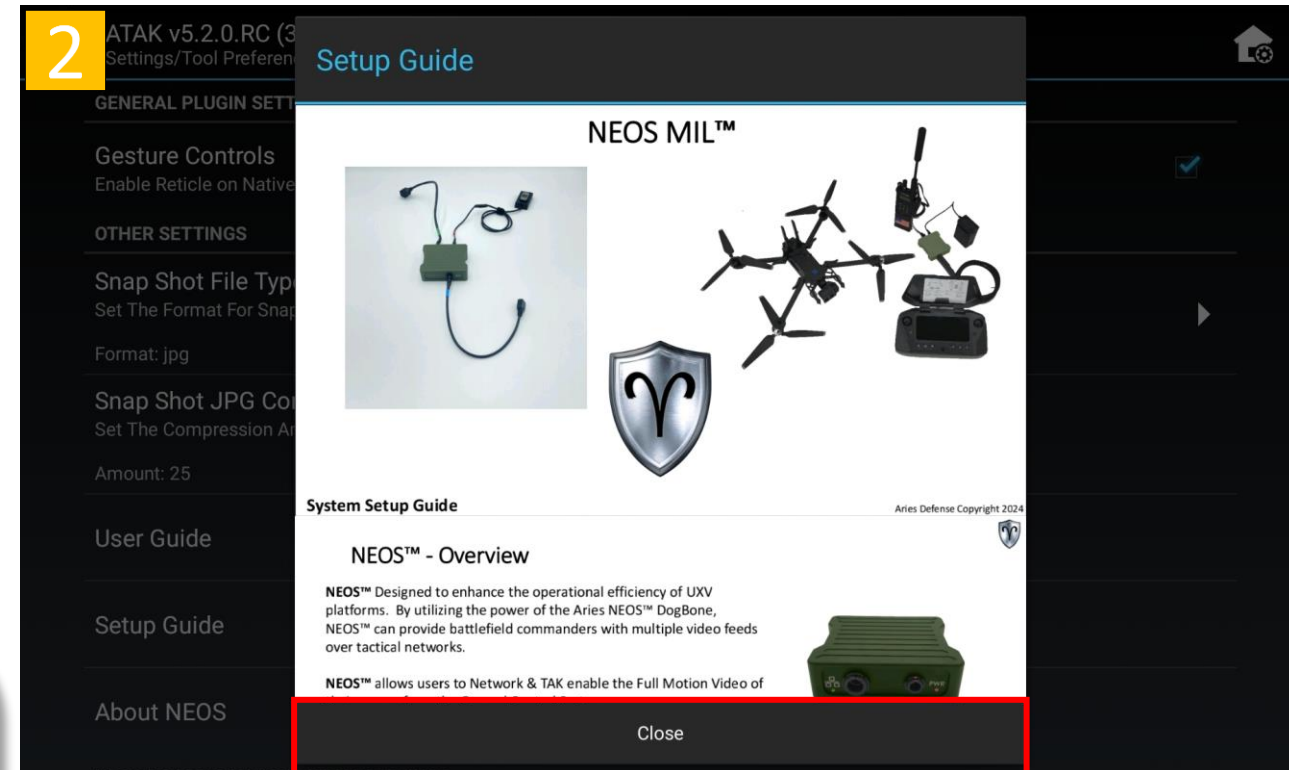 2
ATAK v5.2.0.RC (3
Settings/Tool Preferen
Setup Guide
GENERAL PLUGIN SETT
Gesture Controls
Enable Reticle on Native
OTHER SETTINGS
Snap Shot File Typ
Set The Format For Snap
Format: jpg
Snap Shot JPG Co
Set The Compression
Amount: 25
User Guide
Setup Guide
About NEOS
NEOS MIL™
System Setup Guide
Aries Defense Copyright 2024
NEOS™ - Overview
NEOS™ Designed to enhance the operational efficiency of UXV
platforms. By utilizing the power of the Aries NEOS™ DogBone,
NEOS™ can provide battlefield commanders with multiple video feeds
over tactical networks.
NEOS™ allows users to Network & TAK enable the Full Motion Video of
PWR
Close